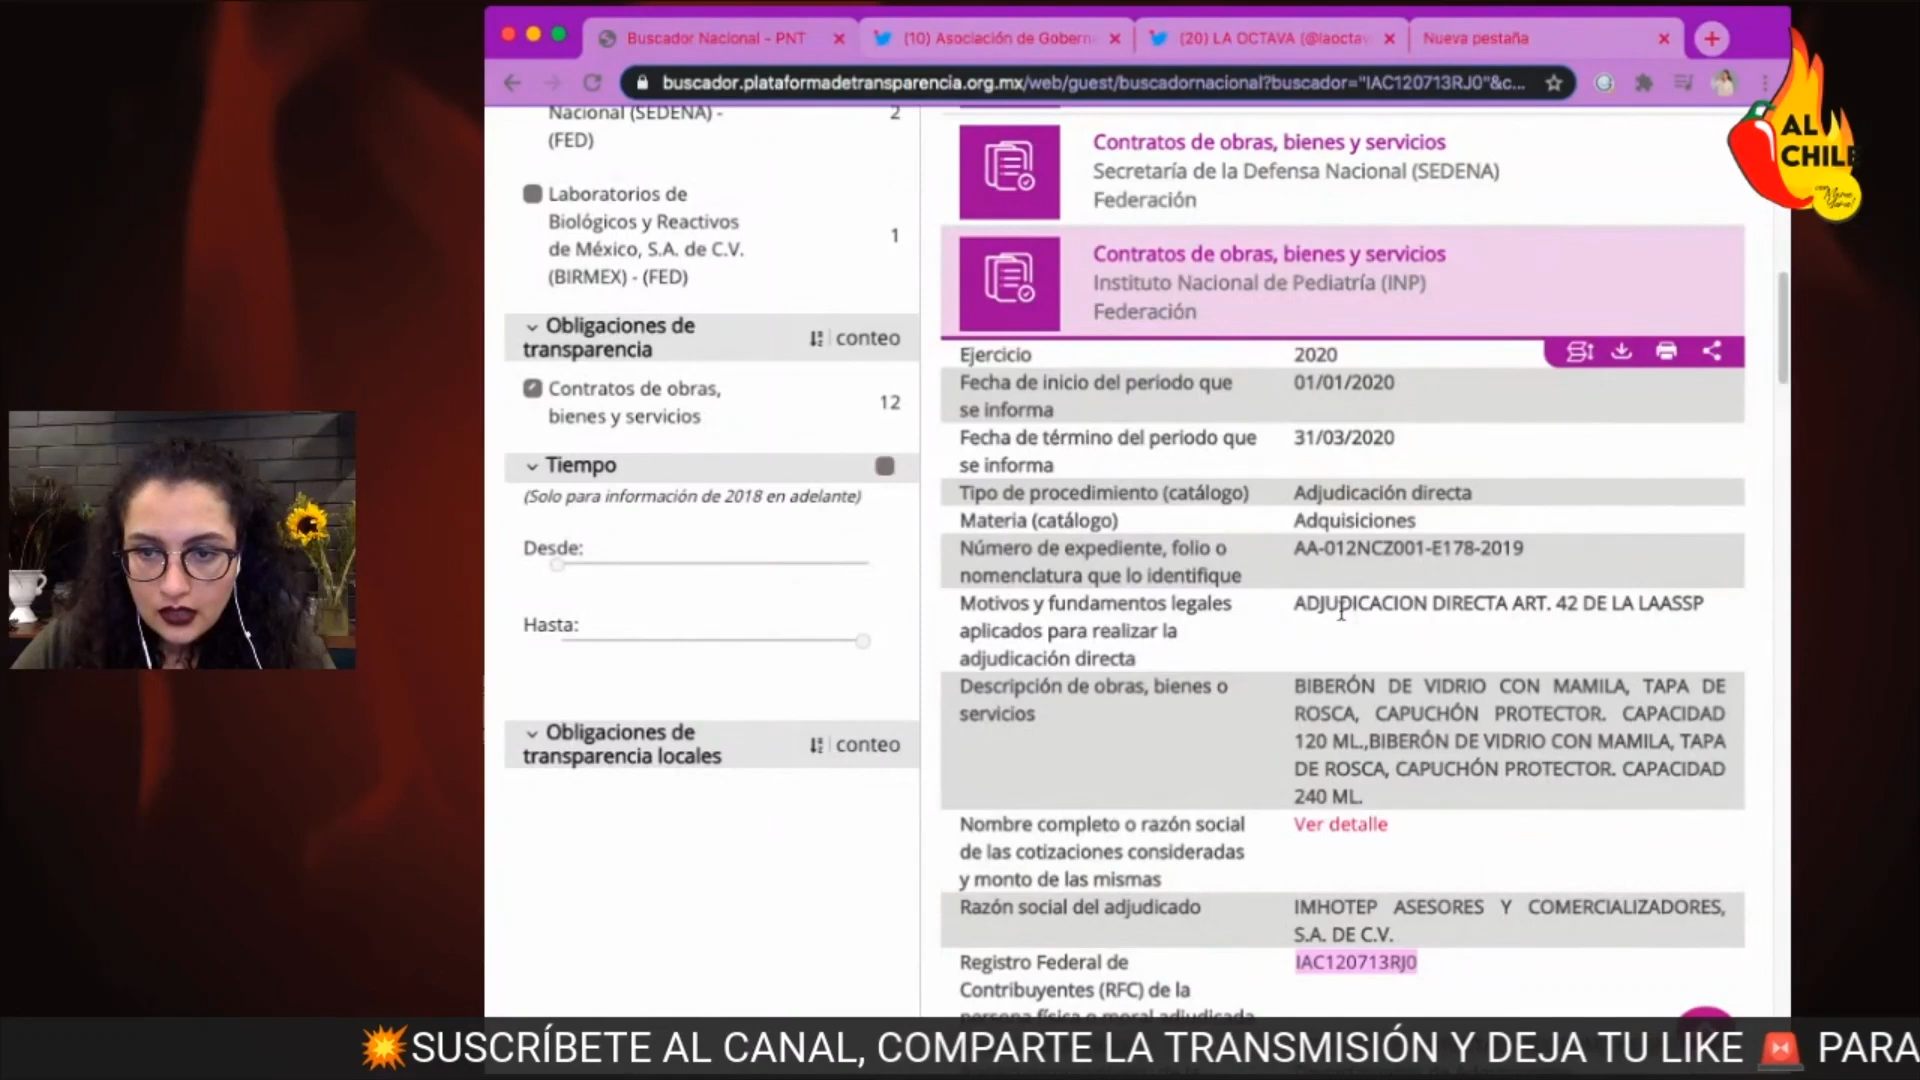 Buscador Nacional - PNT
(10) Asociación de Gobern
(20) LA OCTAVA (@laoctav
Nueva pestaña
buscador.plataformadetransparencia.org.mx/web/guest/buscadornacional?buscador="IAC120713RJ0"&c...
AL
CHILE
Nacional (SEDENA) -
(FED)
2
Laboratorios de
Biológicos y Reactivos
de México, S.A. de C.V.
(BIRMEX) - (FED)
1
Obligaciones de
transparencia
conteo
Contratos de obras,
bienes y servicios
12
Tiempo
(Solo para información de 2018 en adelante)
Desde:
Hasta:
Obligaciones de
transparencia locales
conteo
Contratos de obras, bienes y servicios
Secretaría de la Defensa Nacional (SEDENA)
Federación
Contratos de obras, bienes y servicios
Instituto Nacional de Pediatría (INP)
Federación
Ejercicio
2020
Fecha de inicio del periodo que
se informa
01/01/2020
Fecha de término del periodo que
se informa
31/03/2020
Tipo de procedimiento (catálogo)
Adjudicación directa
Materia (catálogo)
Adquisiciones
Número de expediente, folio o
nomenclatura que lo identifique
AA-012NCZ001-E178-2019
Motivos y fundamentos legales
aplicados para realizar la
adjudicación directa
ADJUDICACION DIRECTA ART. 42 DE LA LAASSP
Descripción de obras, bienes o
servicios
BIBERÓN DE VIDRIO CON MAMILA, TAPA DE
ROSCA, CAPUCHÓN PROTECTOR. CAPACIDAD
120 ML.,BIBERÓN DE VIDRIO CON MAMILA, TAPA
DE ROSCA, CAPUCHÓN PROTECTOR. CAPACIDAD
240 ML.
Nombre completo o razón social
de las cotizaciones consideradas
y monto de las mismas
Ver detalle
Razón social del adjudicado
IMHOTEP ASESORES Y COMERCIALIZADORES,
S.A. DE C.V.
Registro Federal de
Contribuyentes (RFC) de la
IAC120713RJ0
💥SUSCRÍBETE AL CANAL, COMPARTE LA TRANSMISIÓN Y DEJA TU LIKE 🚨 PARA